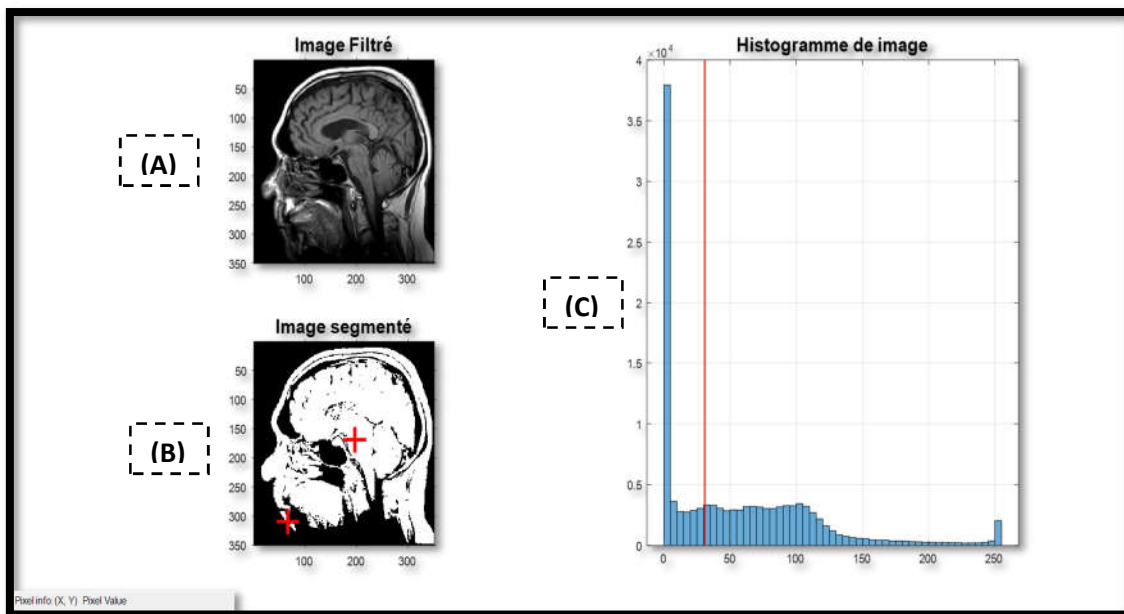 Image Filtré
50
100
150
200
250
300
350
100 200 300
(A)
Image segmenté
50
100
150
200
250
300
350
100 200 300
(B)
Histogramme de image
×10⁴
4
3.5
3
2.5
2
1.5
1
0.5
0
0 50 100 150 200 250
(C)
Pixel info: (X, Y) Pixel Value